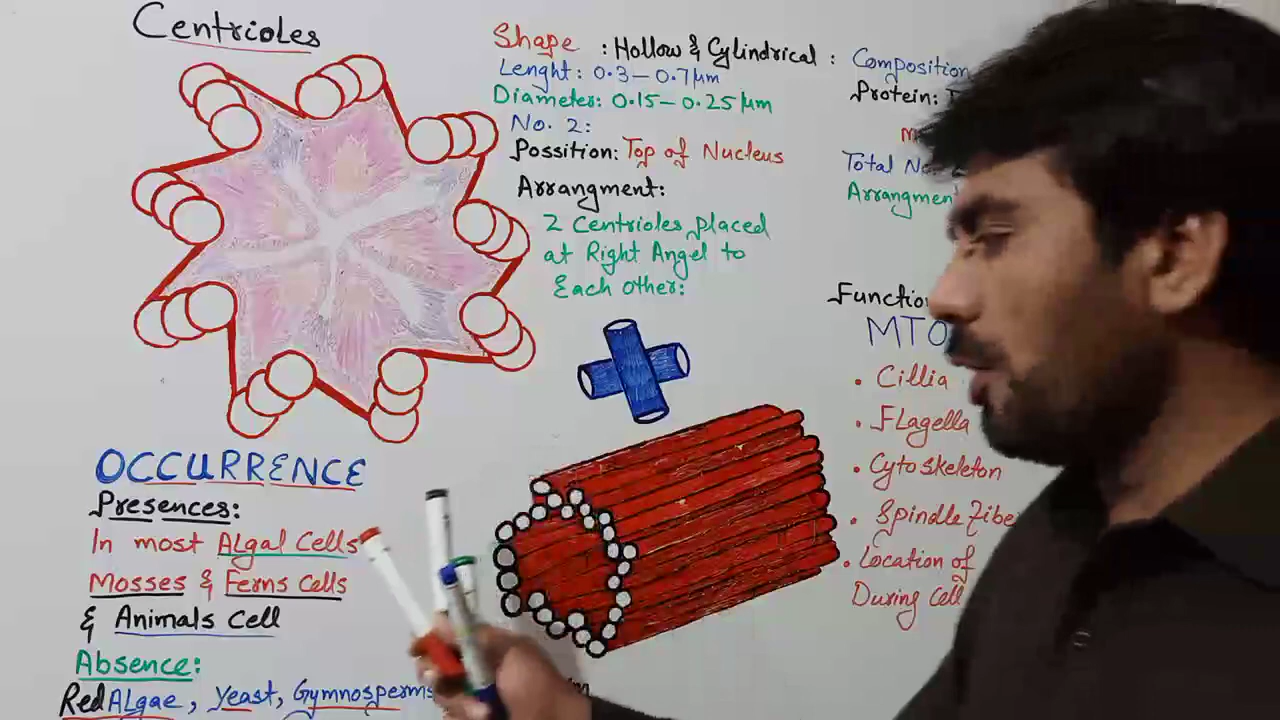 Centrioles
Shape : Hollow & Cylindrical :
Lenght: 0.3 – 0.7 μm
Diameter: 0.15 – 0.25 μm
No. 2:
Possition: Top of Nucleus
Arrangment:
2 Centrioles placed
at Right Angel to
Each other:
Composition
Protein:
Total No.
Arrangmen
Function
MTO
• Cillia
• Flagella
• Cytoskeleton
• Spindle Fibe
• Location of
During Cell
OCCURRENCE
Presences:
In most Algal Cells
Mosses & Ferns Cells
& Animals Cell
Absence:
Red Algae, Yeast, Gymnosperms